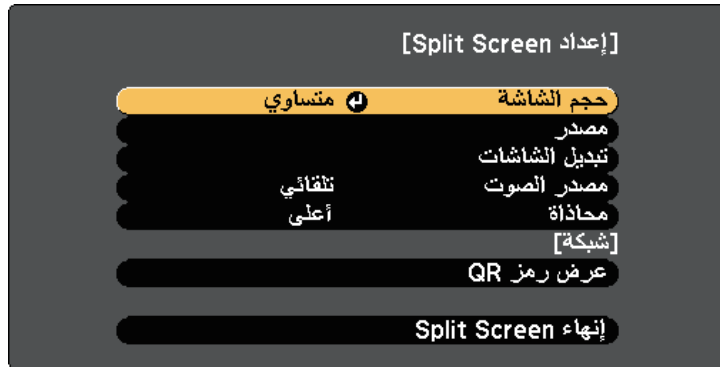 [إعداد Split Screen]
حجم الشاشة متساوي
مصدر
تبديل الشاشات
مصدر الصوت تلقائي
محاذاة أعلى
[شبكة]
عرض رمز QR
إنهاء Split Screen